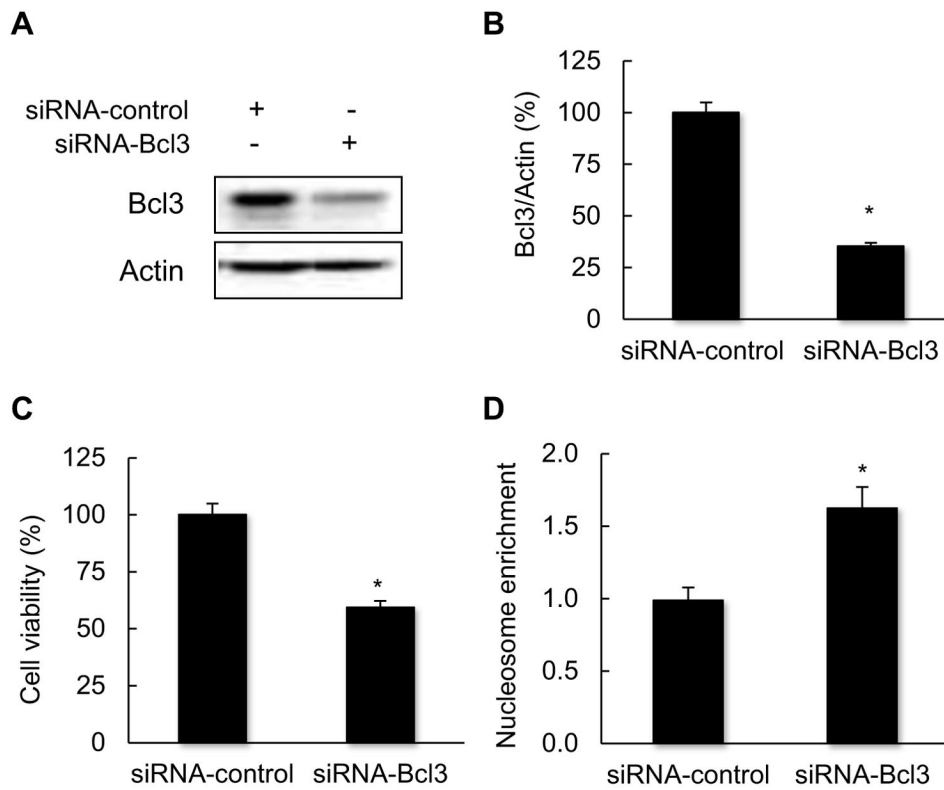 A
siRNA-control + -
siRNA-Bcl3 - +
Bcl3
Actin
B
Bcl3/Actin (%)
125
100
75
50
25
0
*
siRNA-control siRNA-Bcl3
C
Cell viability (%)
125
100
75
50
25
0
*
siRNA-control siRNA-Bcl3
D
Nucleosome enrichment
2.0
1.5
1.0
0.5
0.0
*
siRNA-control siRNA-Bcl3